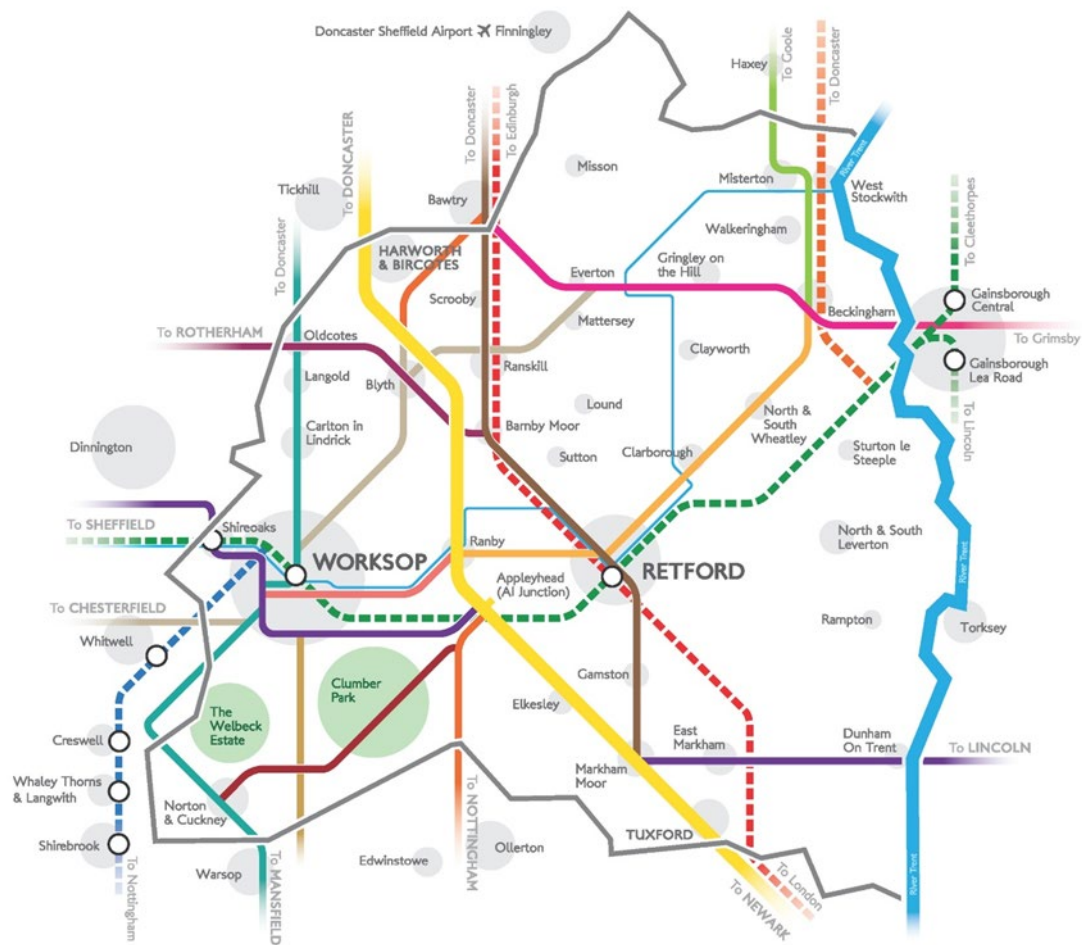 Doncaster Sheffield Airport ✈ Finningley
Haxey
To Goole
To Doncaster
To DONCASTER
To Doncaster
To Edinburgh
River Trent
Misson
Misterton
West
Stockwith
Tickhill
Bawtry
To Doncaster
HARWORTH
& BIRCOTES
Walkeringham
Gringley on
the Hill
Everton
To Cleethorpes
Scrooby
Mattersey
Beckingham
Gainsborough
Central
To ROTHERHAM
Oldcotes
To Grimsby
Langold
Blyth
Ranskill
Clayworth
Gainsborough
Lea Road
Lound
North &
South
Wheatley
To Lincoln
Dinnington
Carlton in
Lindrick
Barnby Moor
Sutton
Clarborough
Sturton le
Steeple
To SHEFFIELD
Shireoaks
Ranby
North & South
Leverton
WORKSOP
Appleyhead
(A1 Junction)
RETFORD
River Trent
To CHESTERFIELD
Whitwell
Rampton
Torksey
The
Welbeck
Estate
Clumber
Park
Gamston
Elkesley
Creswell
East
Markham
Dunham
On Trent
To LINCOLN
Whaley Thorns
& Langwith
Norton
& Cuckney
Markham
Moor
Shirebrook
To NOTTINGHAM
TUXFORD
Warsop
To MANSFIELD
Edwinstowe
Ollerton
To Nottingham
To NEWARK
To London
River Trent